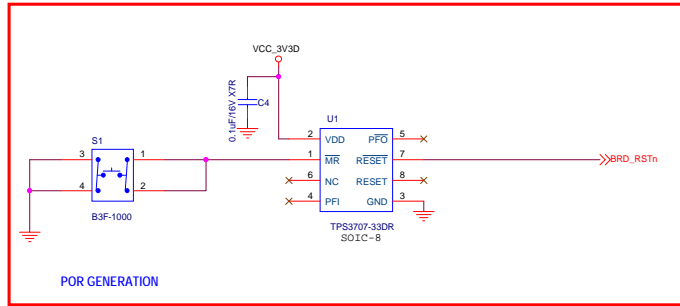 VCC_3V3D
0.1uF/16V X7R
C4
U1
2 VDD PFO 5
S1
3 1 1 MR RESET 7 BRD_RSTn
6 NC RESET 8
4 2 4 PFI GND 3
B3F-1000
TPS3707-33DR
SOIC-8
POR GENERATION